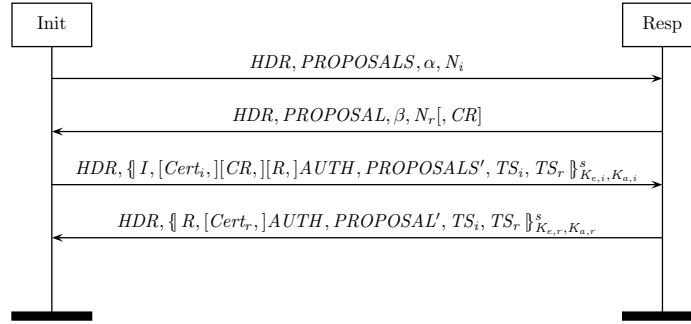 Init Resp
HDR, PROPOSALS, α, N_i
HDR, PROPOSAL, β, N_r[, CR]
HDR, {| I, [Cert_i, ][CR, ][R, ]AUTH, PROPOSALS′, TS_i, TS_r |}^s_{K_{e,i},K_{a,i}}
HDR, {| R, [Cert_r, ]AUTH, PROPOSAL′, TS_i, TS_r |}^s_{K_{e,r},K_{a,r}}